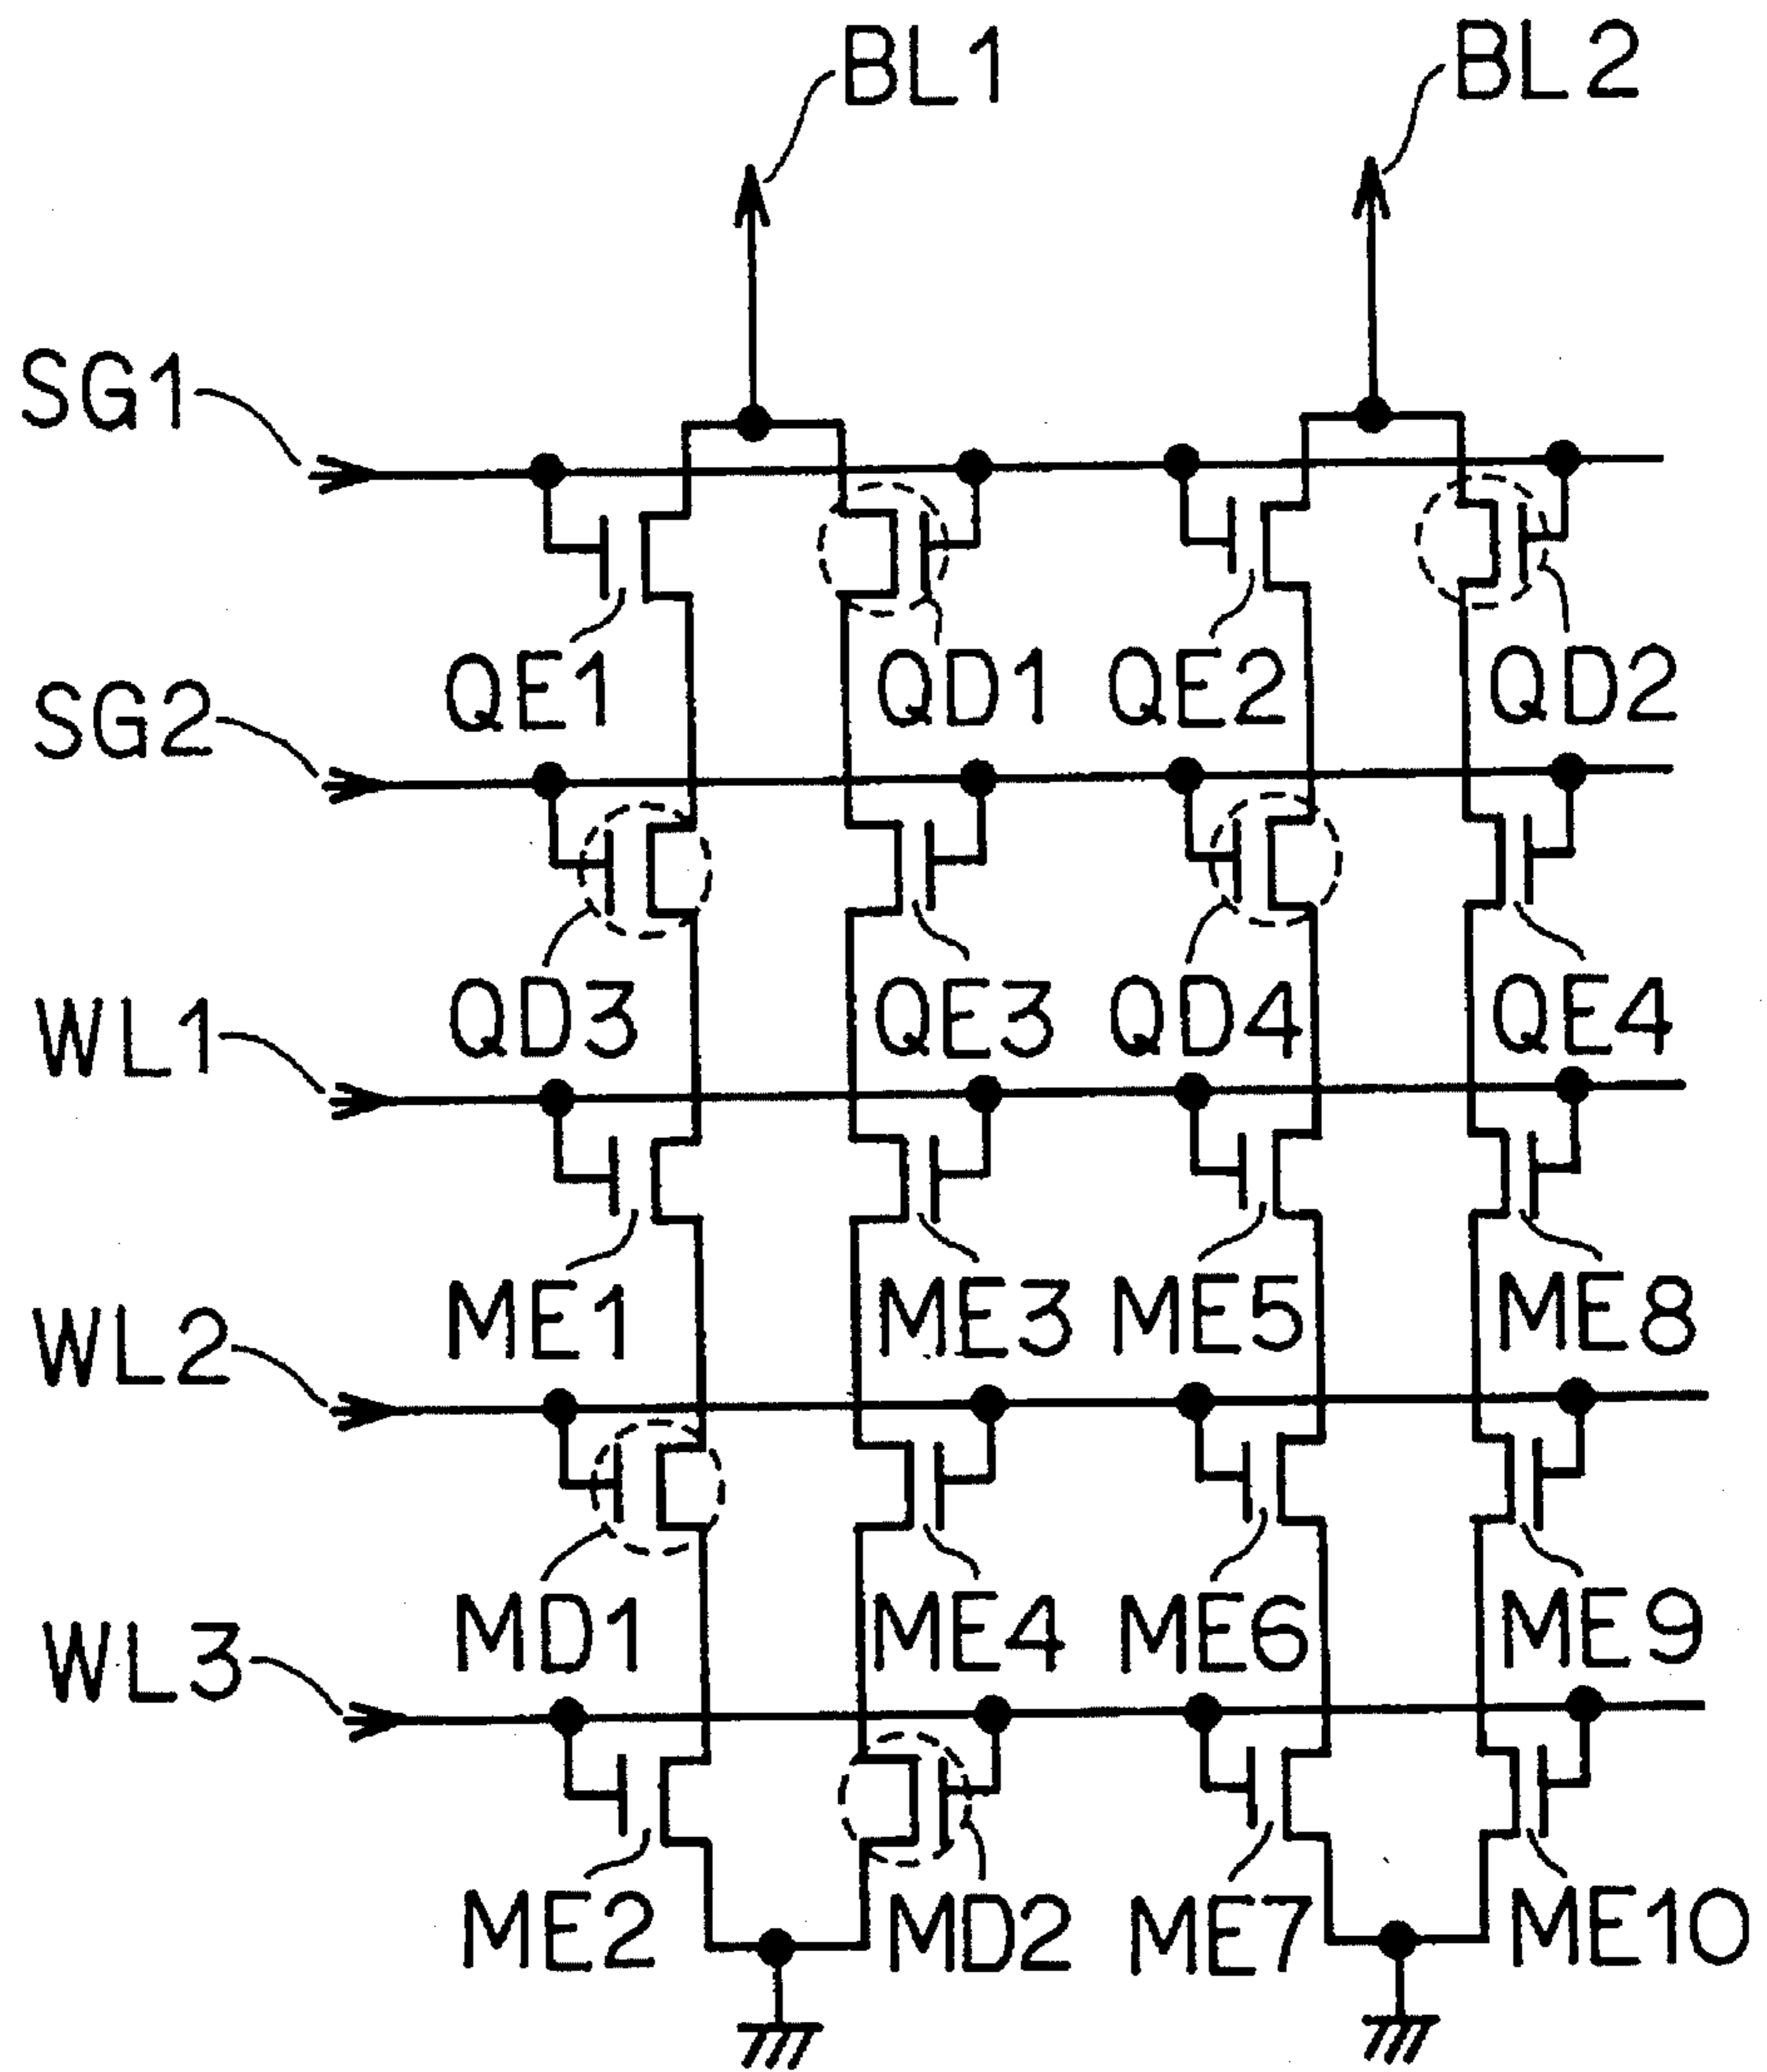 BL1 BL2
SG1
QE1 QD1 QE2 QD2
SG2
QD3 QE3 QD4 QE4
WL1
ME1 ME3 ME5 ME8
WL2
MD1 ME4 ME6 ME9
WL3
ME2 MD2 ME7 ME10